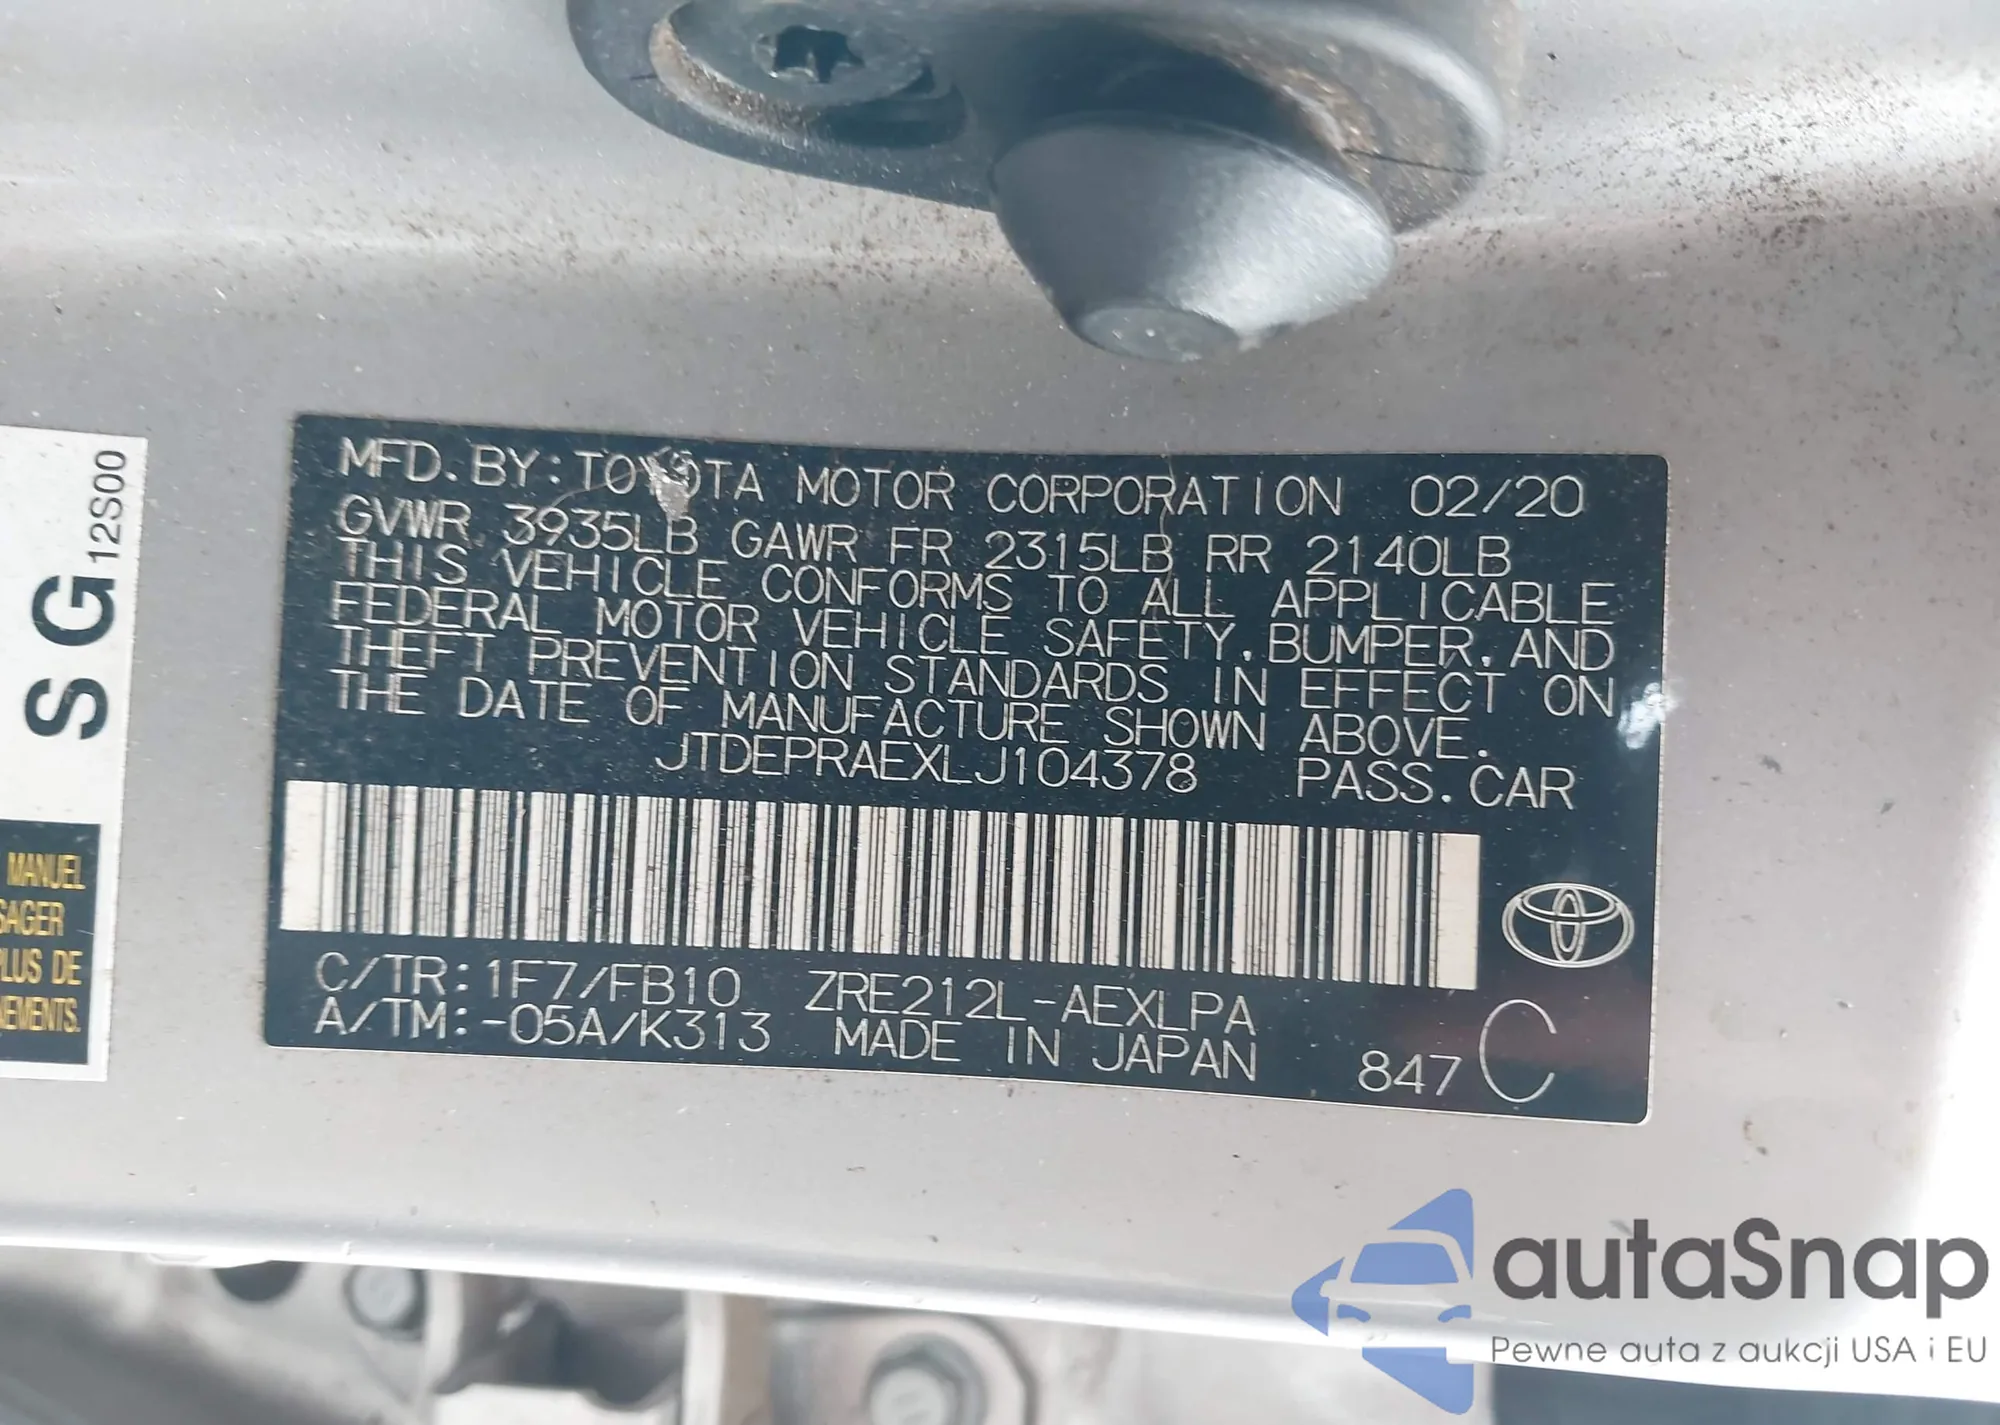 MFD. BY: TOYOTA MOTOR CORPORATION 02/20
GVWR 3935LB GAWR FR 2315LB RR 2140LB
THIS VEHICLE CONFORMS TO ALL APPLICABLE
FEDERAL MOTOR VEHICLE SAFETY, BUMPER, AND
THEFT PREVENTION STANDARDS IN EFFECT ON
THE DATE OF MANUFACTURE SHOWN ABOVE.
JTDEPRAEXLJ104378 PASS. CAR
C/TR: 1F7/FB10 ZRE212L-AEXLPA
A/TM: -05A/K313 MADE IN JAPAN 847 C
S G 12S00
MANUEL
SAGER
PLUS DE
NEMENTS.
autaSnap
Pewne auta z aukcji USA i EU